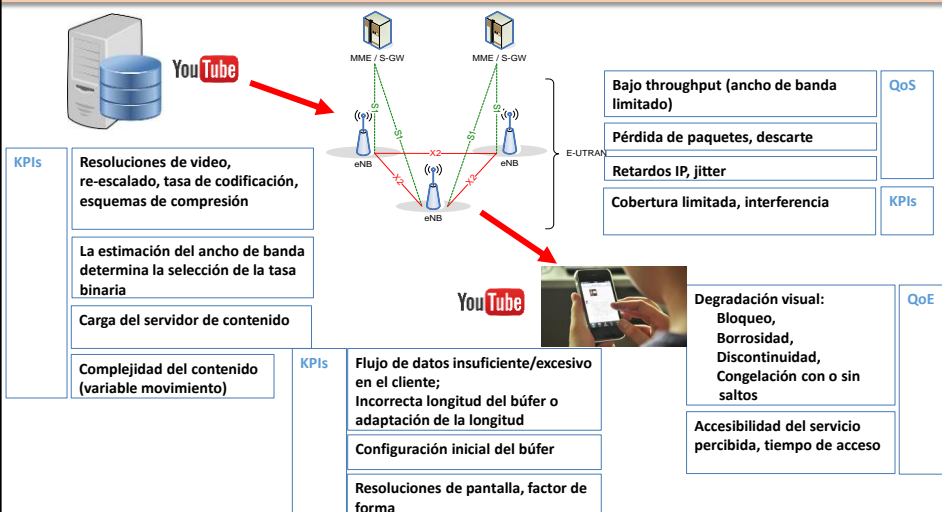 YouTube
MME / S-GW
MME / S-GW
S1
S1
S1
S1
eNB
X2
eNB
X2
X2
eNB
E-UTRAN
Bajo throughput (ancho de banda
limitado)
QoS
Pérdida de paquetes, descarte
Retardos IP, jitter
Cobertura limitada, interferencia
KPIs
KPIs
Resoluciones de video,
re-escalado, tasa de codificación,
esquemas de compresión
La estimación del ancho de banda
determina la selección de la tasa
binaria
Carga del servidor de contenido
Complejidad del contenido
(variable movimiento)
YouTube
KPIs
Flujo de datos insuficiente/excesivo
en el cliente;
Incorrecta longitud del búfer o
adaptación de la longitud
Configuración inicial del búfer
Resoluciones de pantalla, factor de
forma
Degradación visual:
Bloqueo,
Borrosidad,
Discontinuidad,
Congelación con o sin
saltos
QoE
Accesibilidad del servicio
percibida, tiempo de acceso